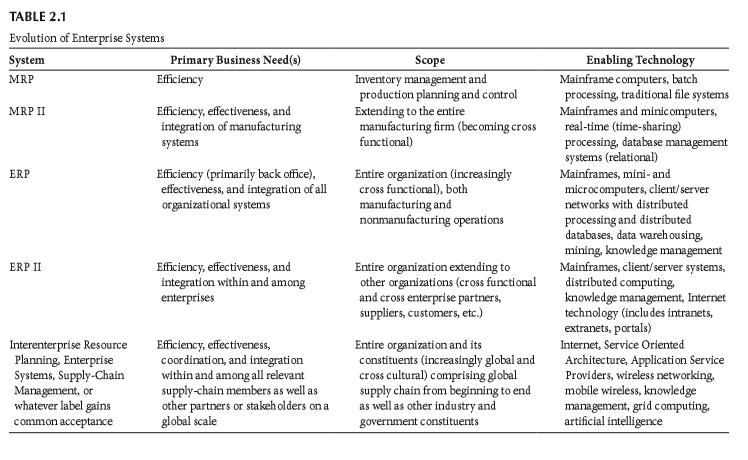 TABLE 2.1
Evolution of Enterprise Systems
System Primary Business Need(s) Scope Enabling Technology
MRP Efficiency Inventory management and Mainframe computers, batch
production planning and control processing, traditional file systems
MRP II Efficiency, effectiveness, and Extending to the entire Mainframes and minicomputers,
integration of manufacturing manufacturing firm (becoming cross real-time (time-sharing)
systems functional) processing, database management
systems (relational)
ERP Efficiency (primarily back office), Entire organization (increasingly Mainframes, mini- and
effectiveness, and integration of all cross functional), both microcomputers, client/server
organizational systems manufacturing and networks with distributed
nonmanufacturing operations processing and distributed
databases, data warehousing,
mining, knowledge management
ERP II Efficiency, effectiveness, and Entire organization extending to Mainframes, client/server systems,
integration within and among other organizations (cross functional distributed computing,
enterprises and cross enterprise partners, knowledge management, Internet
suppliers, customers, etc.) technology (includes intranets,
extranets, portals)
Interenterprise Resource Efficiency, effectiveness, Entire organization and its Internet, Service Oriented
Planning, Enterprise coordination, and integration constituents (increasingly global and Architecture, Application Service
Systems, Supply-Chain within and among all relevant cross cultural) comprising global Providers, wireless networking,
Management, or supply-chain members as well as supply chain from beginning to end mobile wireless, knowledge
whatever label gains other partners or stakeholders on a as well as other industry and management, grid computing,
common acceptance global scale government constituents artificial intelligence